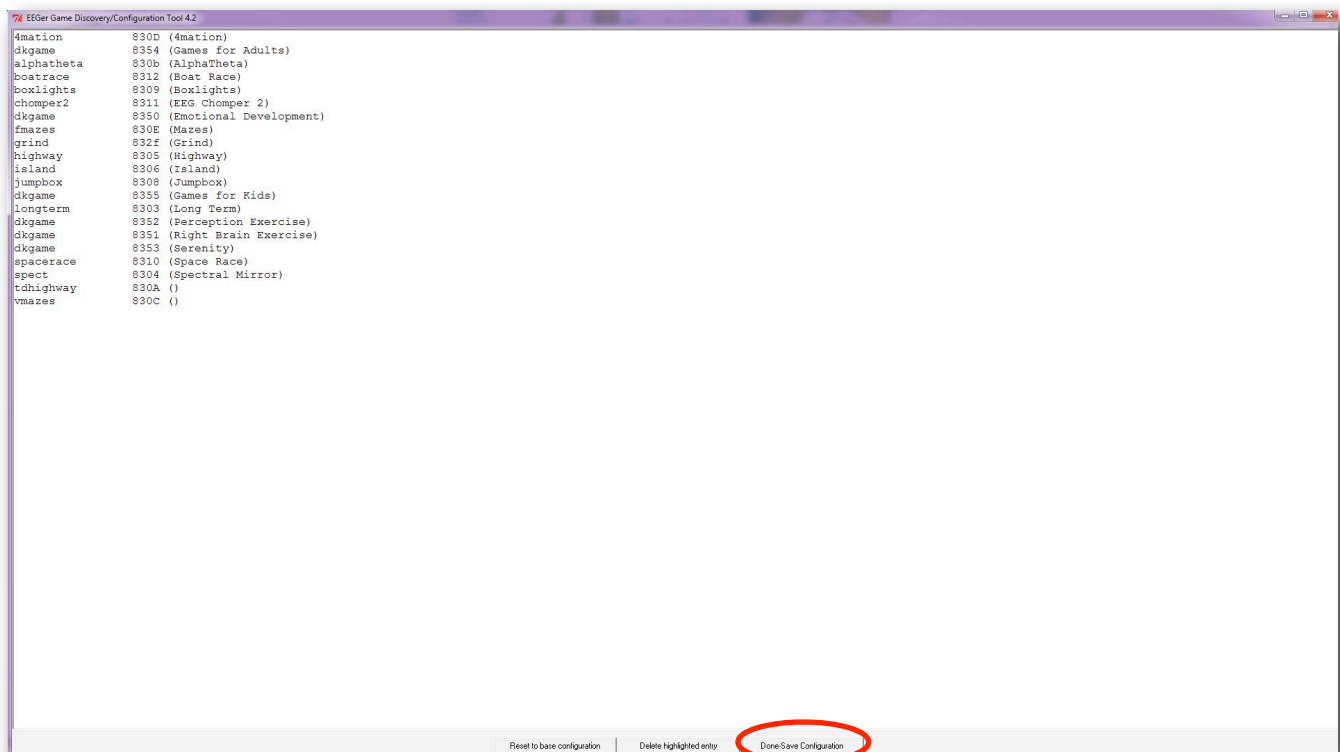 EEGer Game Discovery/Configuration Tool 4.2
4mation 830D (4mation)
dkgame 8354 (Games for Adults)
alphatheta 830b (AlphaTheta)
boatrace 8312 (Boat Race)
boxlights 8309 (Boxlights)
chomper2 8311 (EEG Chomper 2)
dkgame 8350 (Emotional Development)
fmazes 830E (Mazes)
grind 832f (Grind)
highway 8305 (Highway)
island 8306 (Island)
jumpbox 8308 (Jumpbox)
dkgame 8355 (Games for Kids)
longterm 8303 (Long Term)
dkgame 8352 (Perception Exercise)
dkgame 8351 (Right Brain Exercise)
dkgame 8353 (Serenity)
spacerace 8310 (Space Race)
spect 8304 (Spectral Mirror)
tdhighway 830A ()
vmazes 830C ()
Reset to base configuration Delete highlighted entry Done-Save Configuration